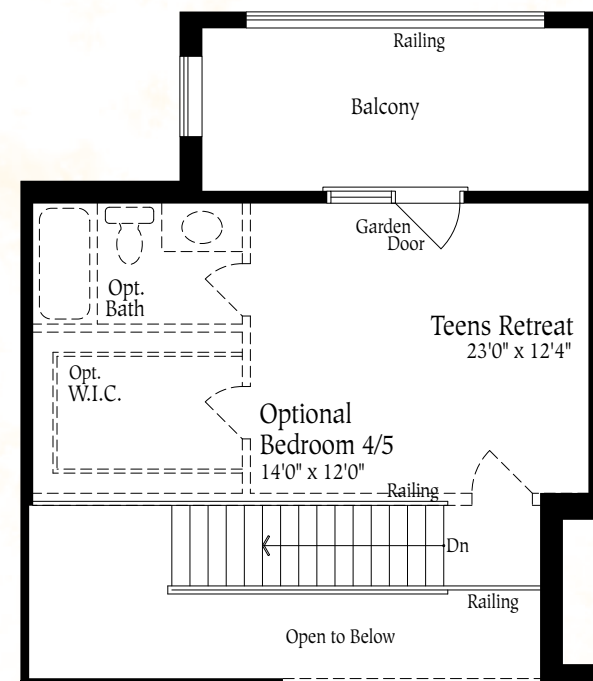 Railing
Balcony
Garden
Door
Opt.
Bath
Teens Retreat
23'0" x 12'4"
Opt.
W.I.C.
Optional
Bedroom 4/5
14'0" x 12'0"
Railing
Dn
Railing
Open to Below